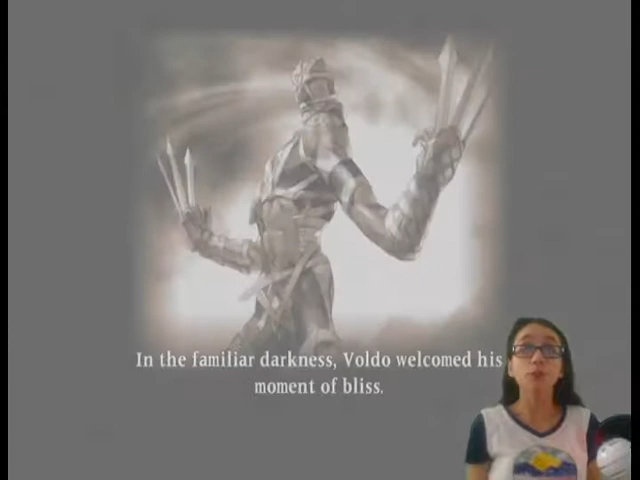 In the familiar darkness, Voldo welcomed his
moment of bliss.